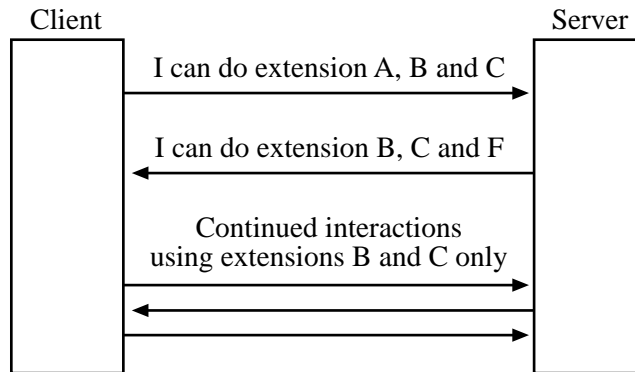 Client
Server
I can do extension A, B and C
I can do extension B, C and F
Continued interactions
using extensions B and C only